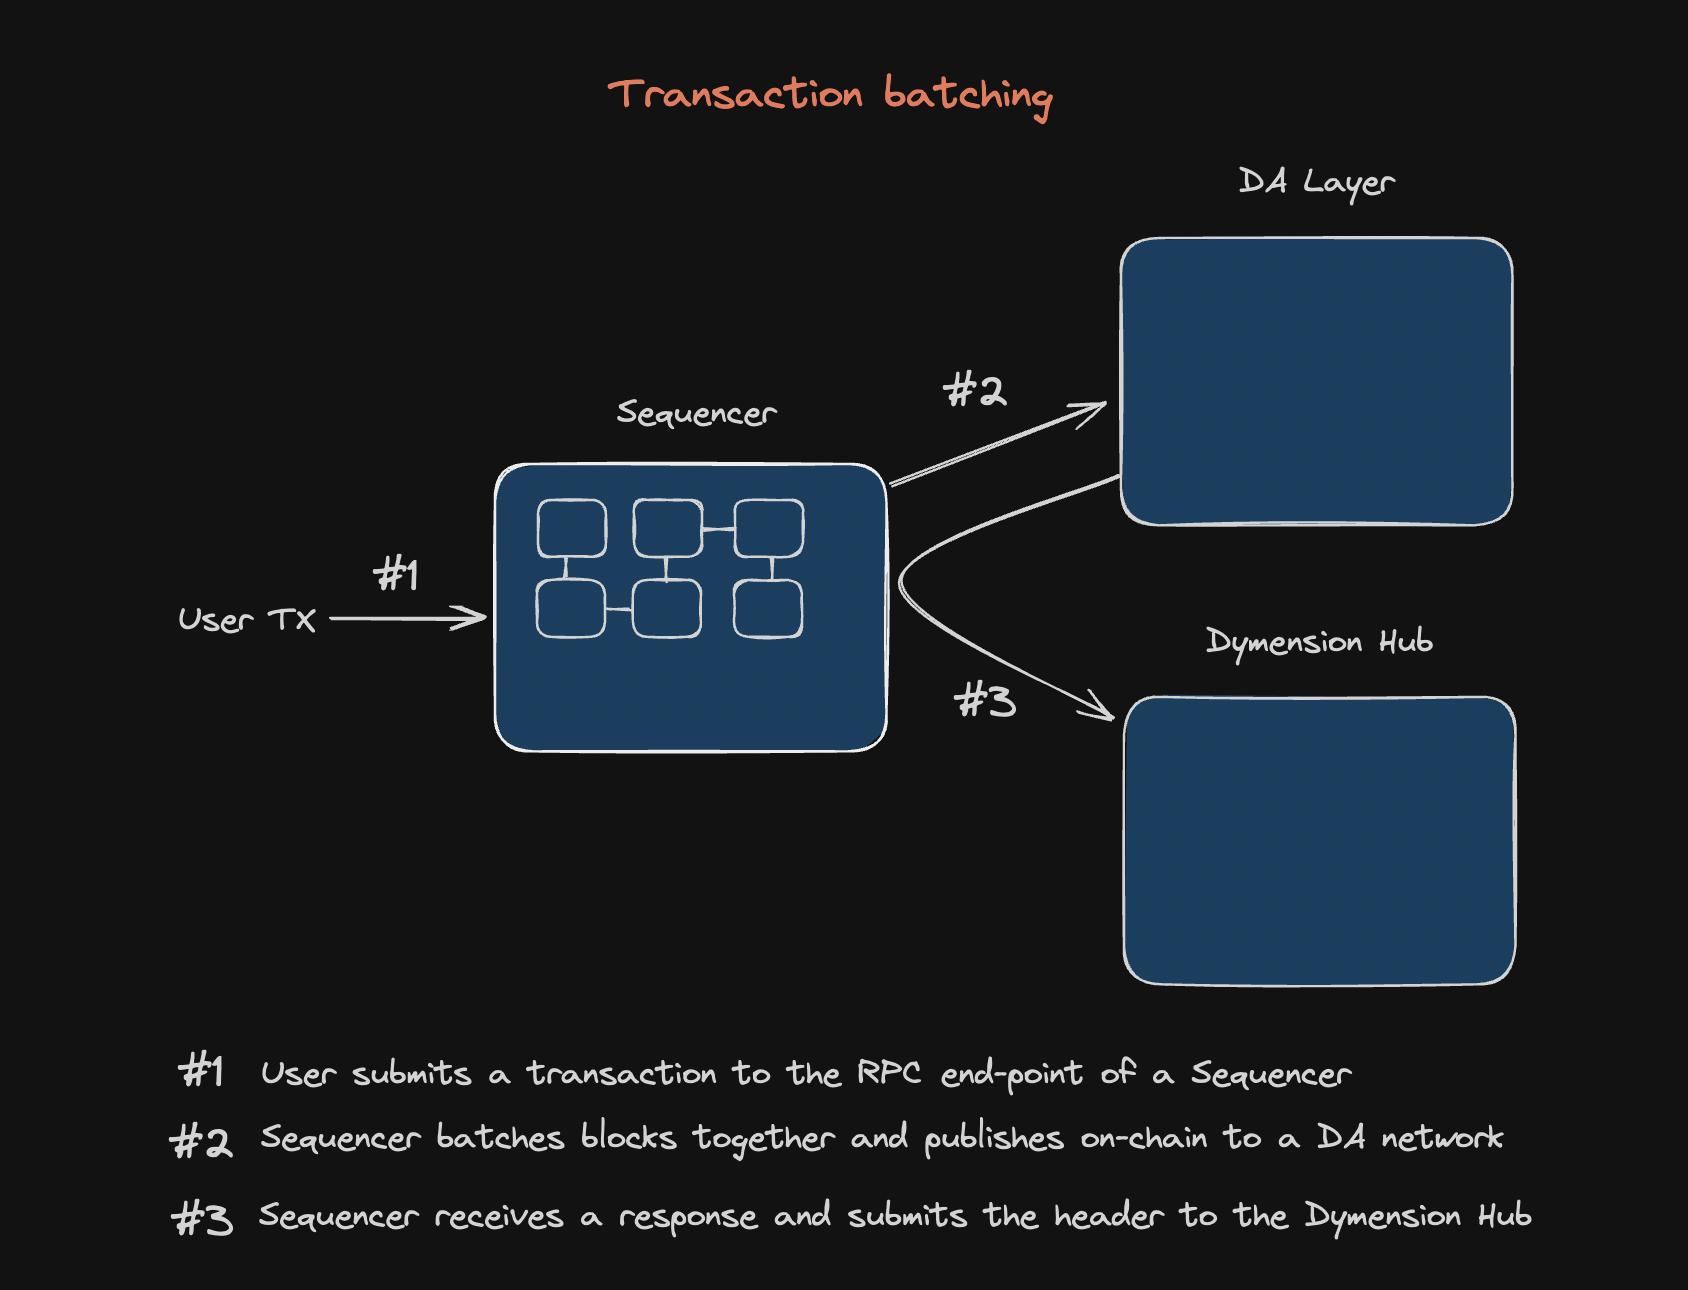 Transaction batching
DA Layer
#2
Sequencer
#1
User TX
Dymension Hub
#3
#1 User submits a transaction to the RPC end-point of a Sequencer
#2 Sequencer batches blocks together and publishes on-chain to a DA network
#3 Sequencer receives a response and submits the header to the Dymension Hub